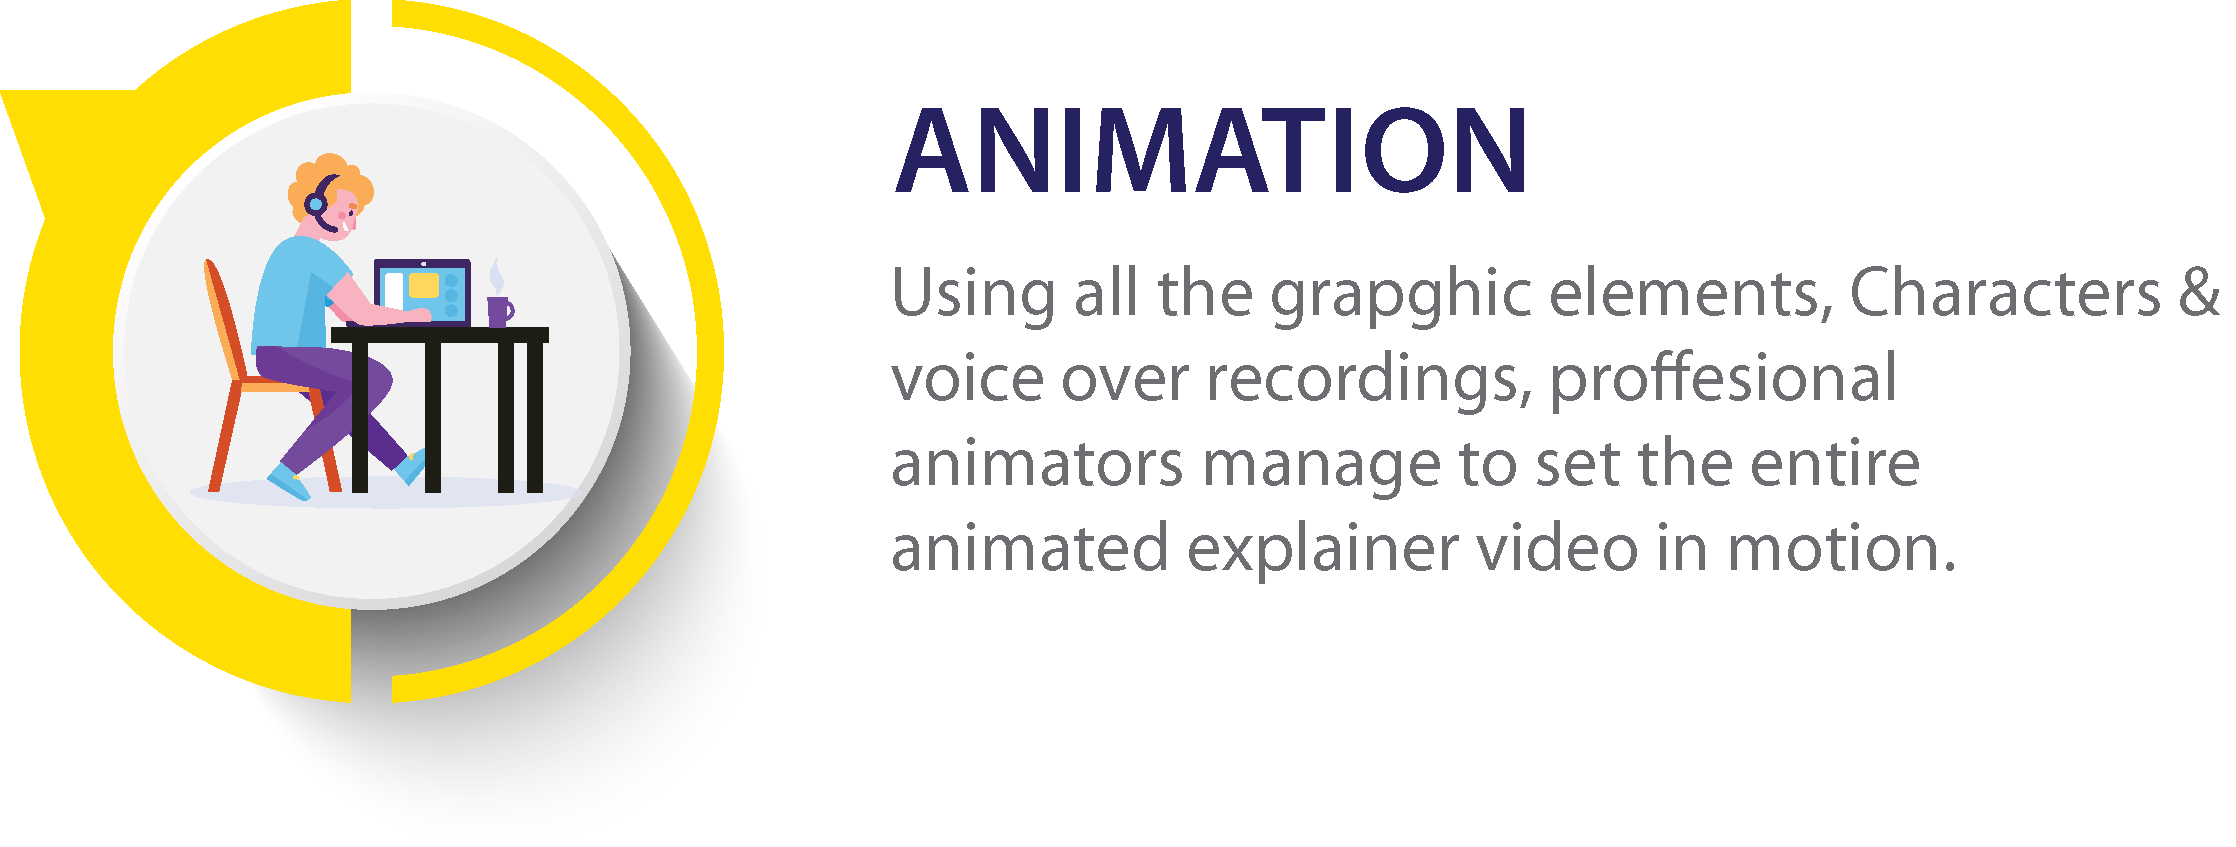 ANIMATION
Using all the grapghic elements, Characters &
voice over recordings, proffesional
animators manage to set the entire
animated explainer video in motion.